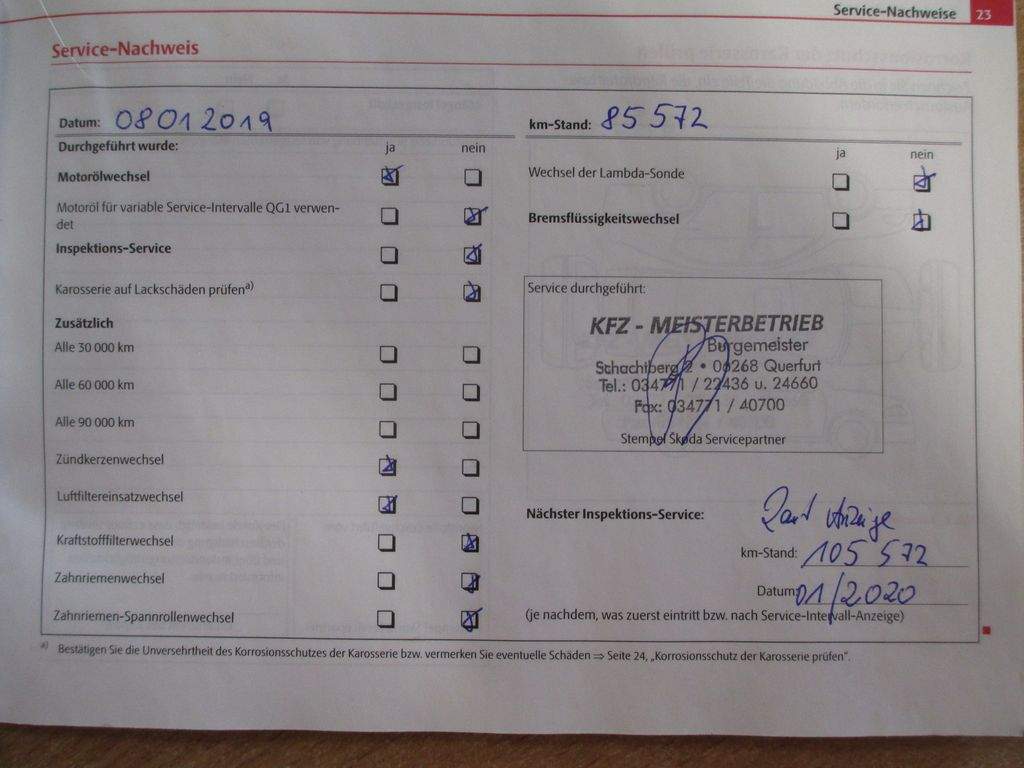 Service-Nachweise 23
Service-Nachweis
Datum: 08 01 2019
Durchgeführt wurde: ja nein
Motorölwechsel
Motoröl für variable Service-Intervalle QG1 verwen-
det
Inspektions-Service
Karosserie auf Lackschäden prüfen a)
Zusätzlich
Alle 30 000 km
Alle 60 000 km
Alle 90 000 km
Zündkerzenwechsel
Luftfiltereinsatzwechsel
Kraftstofffilterwechsel
Zahnriemenwechsel
Zahnriemen-Spannrollenwechsel
km-Stand: 85 572
ja nein
Wechsel der Lambda-Sonde
Bremsflüssigkeitswechsel
Service durchgeführt:
KFZ - MEISTERBETRIEB
Burgemeister
Schachtberg 2 • 06268 Querfurt
Tel.: 034771 / 22436 u. 24660
Fax: 034771 / 40700
Stempel Škoda Servicepartner
Nächster Inspektions-Service: Laut Anzeige
km-Stand: 105 572
Datum: 01/2020
(je nachdem, was zuerst eintritt bzw. nach Service-Intervall-Anzeige)
a) Bestätigen Sie die Unversehrtheit des Korrosionsschutzes der Karosserie bzw. vermerken Sie eventuelle Schäden ⇒ Seite 24, „Korrosionsschutz der Karosserie prüfen“.